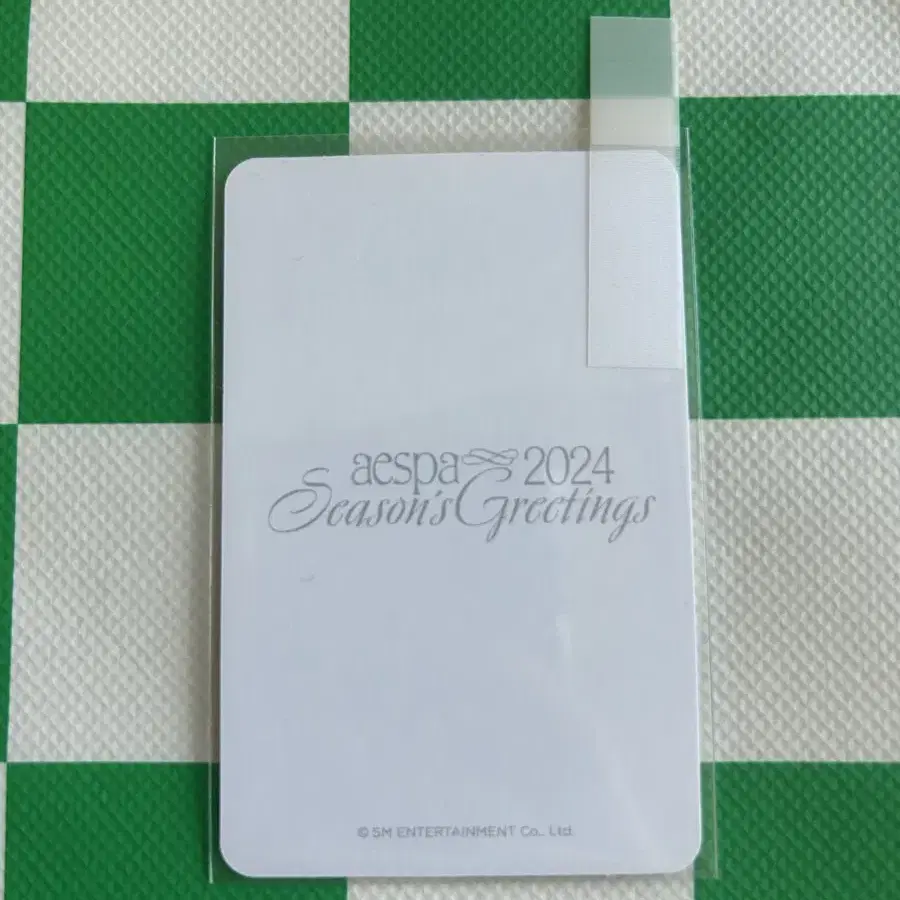 aespa 2024
Season's Greetings
© SM ENTERTAINMENT Co., Ltd.